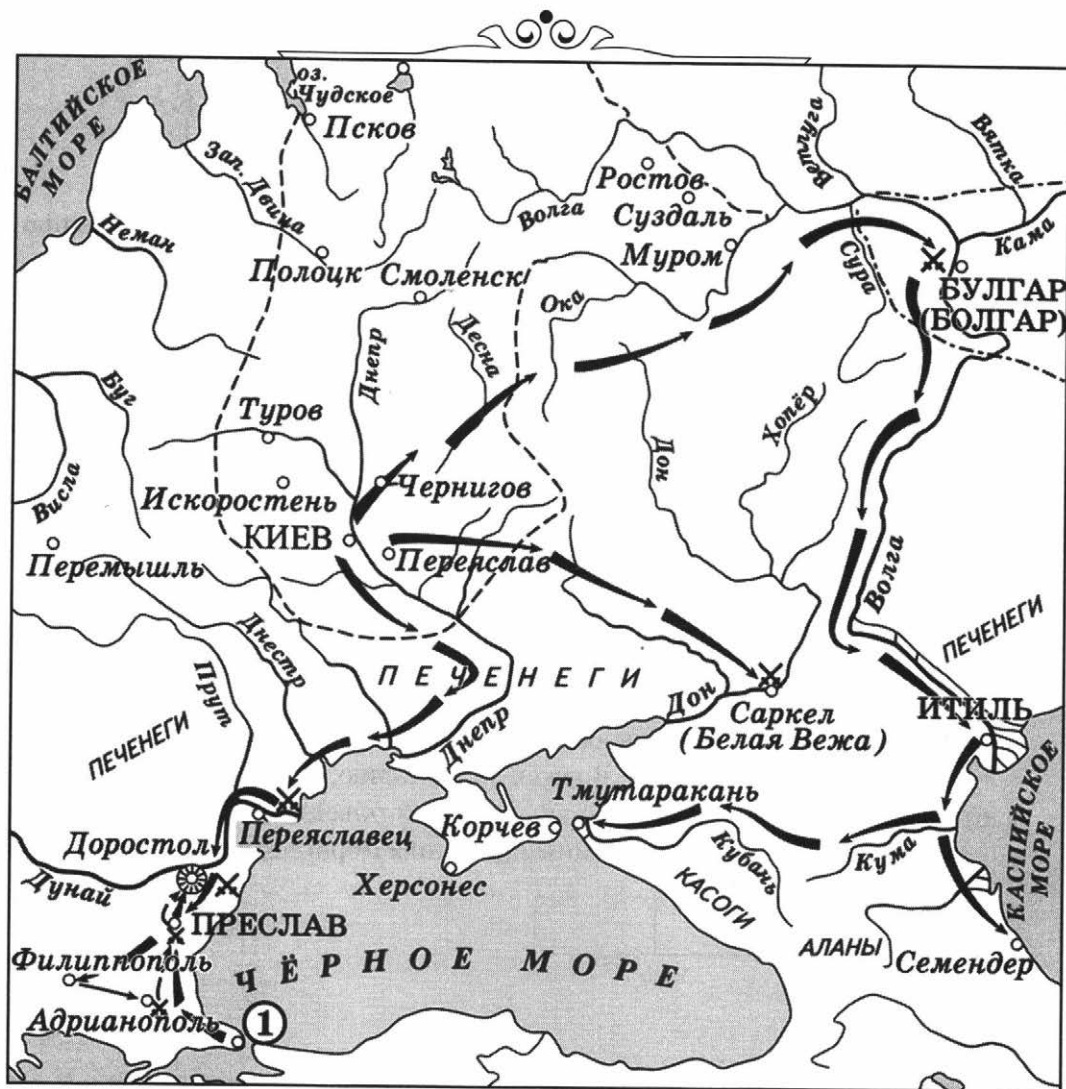 БАЛТИЙСКОЕ
МОРЕ
оз.
Чудское
Псков
Зап. Двина
Неман
Полоцк
Смоленск
Волга
Ростов
Суздаль
Муром
Ветлуга
Вятка
Кама
Сура
БУЛГАР
(БОЛГАР)
Ока
Днепр
Десна
Буг
Висла
Туров
Искоростень
Чернигов
КИЕВ
Переяслав
Перемышль
Дон
Хопёр
Волга
ПЕЧЕНЕГИ
Днестр
Прут
ПЕЧЕНЕГИ
ПЕЧЕНЕГИ
Днепр
Дон
Саркел
(Белая Вежа)
ИТИЛЬ
КАСПИЙСКОЕ
МОРЕ
Переяславец
Доростол
Дунай
Корчев
Тмутаракань
Херсонес
Кубань
Кума
КАСОГИ
АЛАНЫ
Семендер
ПРЕСЛАВ
Филиппополь
Адрианополь
ЧЁРНОЕ МОРЕ
1